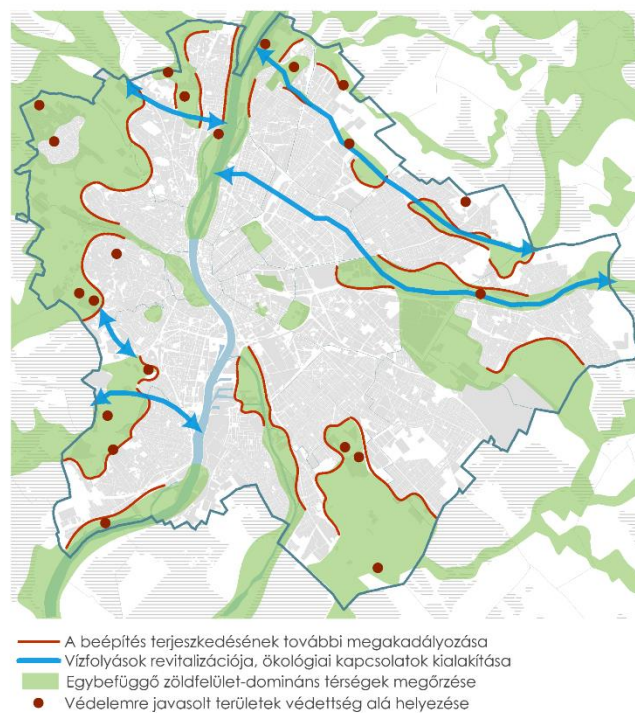 A beépítés terjeszkedésének további megakadályozása
Vízfolyások revitalizációja, ökológiai kapcsolatok kialakítása
Egybefüggő zöldfelület-domináns térségek megőrzése
Védelemre javasolt területek védettség alá helyezése